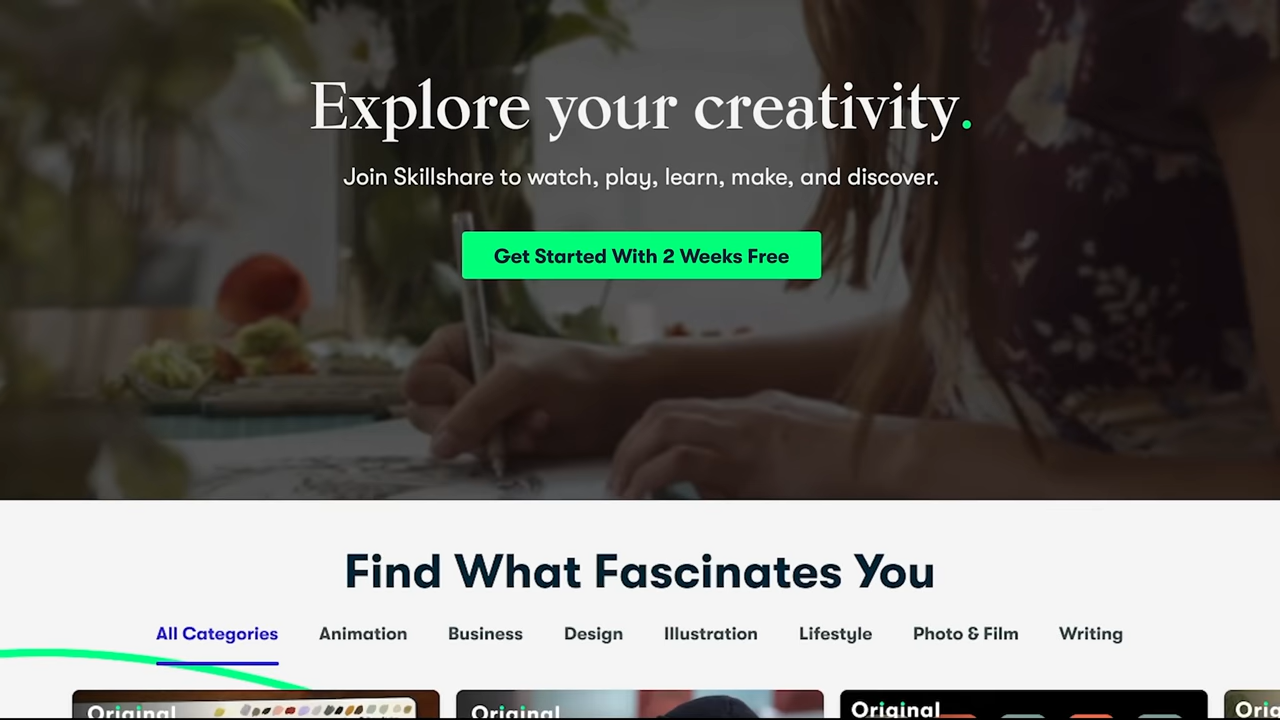 Explore your creativity.
Join Skillshare to watch, play, learn, make, and discover.
Get Started With 2 Weeks Free
Find What Fascinates You
All Categories Animation Business Design Illustration Lifestyle Photo & Film Writing
Original Original Original